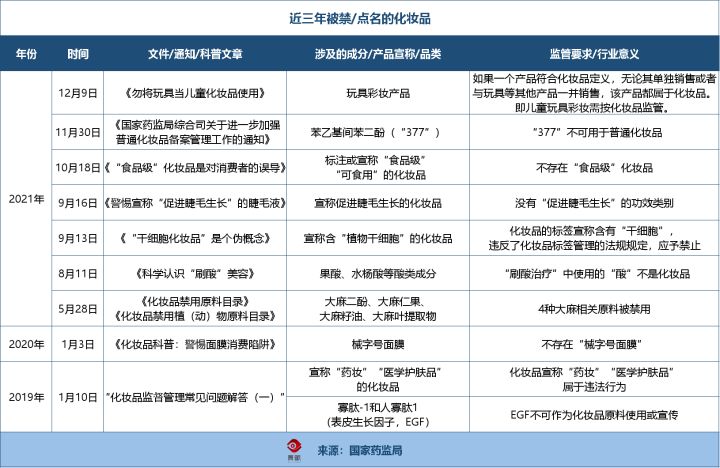 近三年被禁/点名的化妆品
年份 时间 文件/通知/科普文章 涉及的成分/产品宣称/品类 监管要求/行业意义
2021年
12月9日 《勿将玩具当儿童化妆品使用》 玩具彩妆产品
如果一个产品符合化妆品定义，无论其单独销售或者
与玩具等其他产品一并销售，该产品都属于化妆品。
即儿童玩具彩妆需按化妆品监管。
11月30日
《国家药监局综合司关于进一步加强
普通化妆品备案管理工作的通知》
苯乙基间苯二酚（“377”） “377”不可用于普通化妆品
10月18日 《“食品级”化妆品是对消费者的误导》
标注或宣称“食品级”
“可食用”的化妆品
不存在“食品级”化妆品
9月16日 《警惕宣称“促进睫毛生长”的睫毛液》 宣称促进睫毛生长的化妆品 没有“促进睫毛生长”的功效类别
9月13日 《“干细胞化妆品”是个伪概念》 宣称含“植物干细胞”的化妆品
化妆品的标签宣称含有“干细胞”，
违反了化妆品标签管理的法规规定，应予禁止
8月11日 《科学认识“刷酸”美容》 果酸、水杨酸等酸类成分 “刷酸治疗”中使用的“酸”不是化妆品
5月28日
《化妆品禁用原料目录》
《化妆品禁用植（动）物原料目录》
大麻二酚、大麻仁果、
大麻籽油、大麻叶提取物
4种大麻相关原料被禁用
2020年 1月3日 《化妆品科普：警惕面膜消费陷阱》 械字号面膜 不存在“械字号面膜”
2019年 1月10日 “化妆品监督管理常见问题解答（一）”
宣称“药妆”“医学护肤品”
的化妆品
化妆品宣称“药妆”“医学护肤品”
属于违法行为
寡肽-1和人寡肽1
（表皮生长因子，EGF）
EGF不可作为化妆品原料使用或宣传
来源：国家药监局